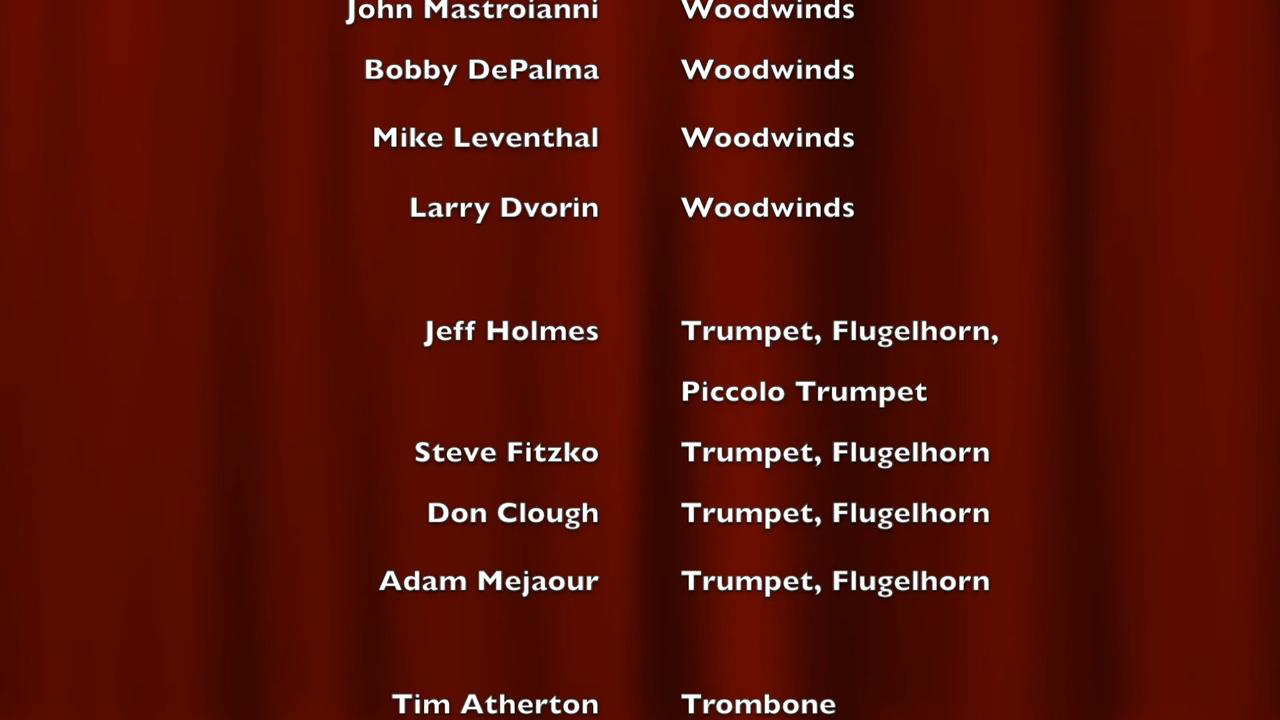 John Mastroianni Woodwinds
Bobby DePalma Woodwinds
Mike Leventhal Woodwinds
Larry Dvorin Woodwinds
Jeff Holmes Trumpet, Flugelhorn,
Piccolo Trumpet
Steve Fitzko Trumpet, Flugelhorn
Don Clough Trumpet, Flugelhorn
Adam Mejaour Trumpet, Flugelhorn
Tim Atherton Trombone